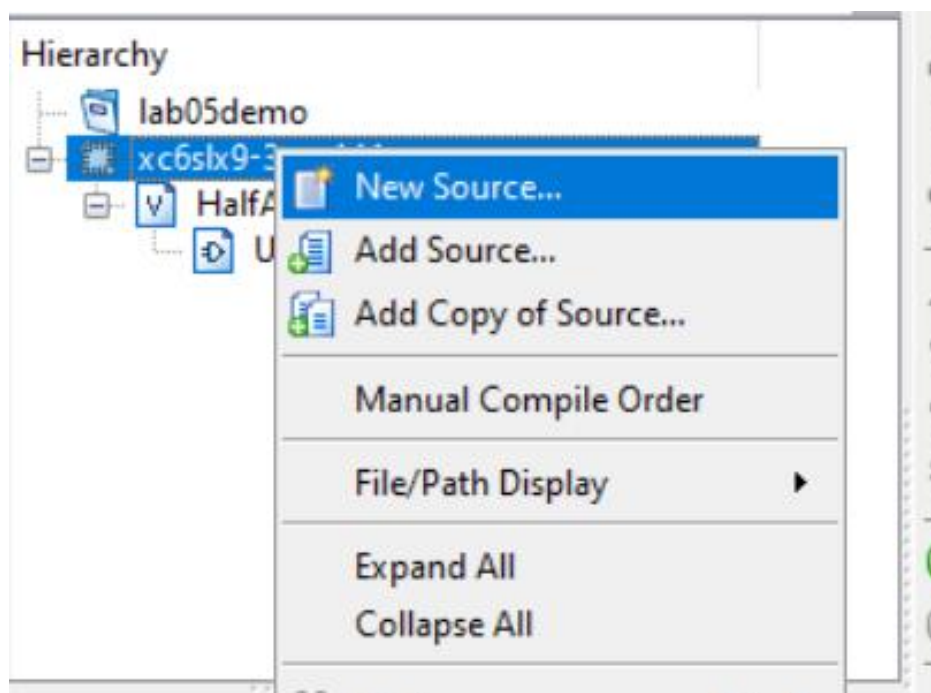 Hierarchy
lab05demo
xc6slx9-3
New Source...
HalfA
U
Add Source...
Add Copy of Source...
Manual Compile Order
File/Path Display
Expand All
Collapse All